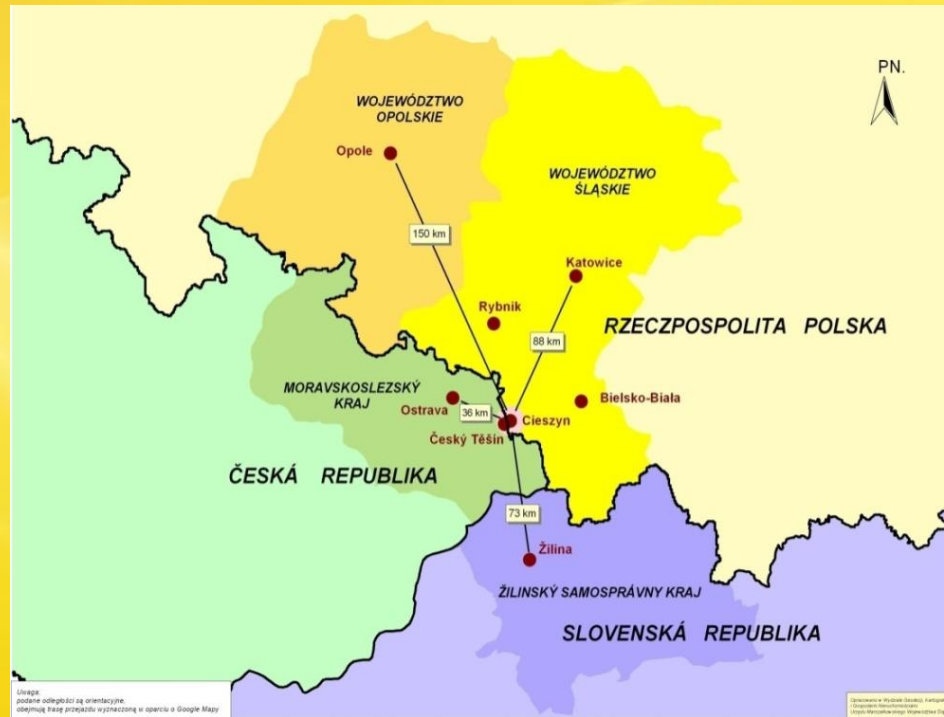 PN.
WOJEWÓDZTWO
OPOLSKIE
Opole
WOJEWÓDZTWO
ŚLĄSKIE
150 km
Katowice
Rybnik
RZECZPOSPOLITA POLSKA
88 km
MORAVSKOSLEZSKÝ
KRAJ
Bielsko-Biała
Ostrava
36 km
Cieszyn
Český Těšín
ČESKÁ REPUBLIKA
73 km
Žilina
ŽILINSKÝ SAMOSPRÁVNY KRAJ
SLOVENSKÁ REPUBLIKA
Uwaga:
podane odległości są orientacyjne,
obejmują trasę przejazdu wyznaczoną w oparciu o Google Mapy